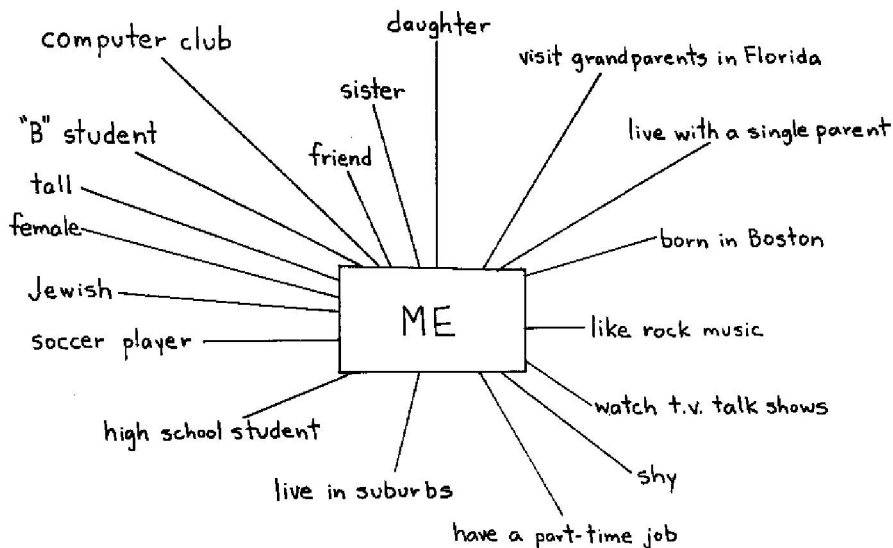 daughter
computer club
visit grandparents in Florida
sister
"B" student
live with a single parent
friend
tall
female
born in Boston
Jewish
ME
like rock music
soccer player
watch t.v. talk shows
high school student
shy
live in suburbs
have a part-time job